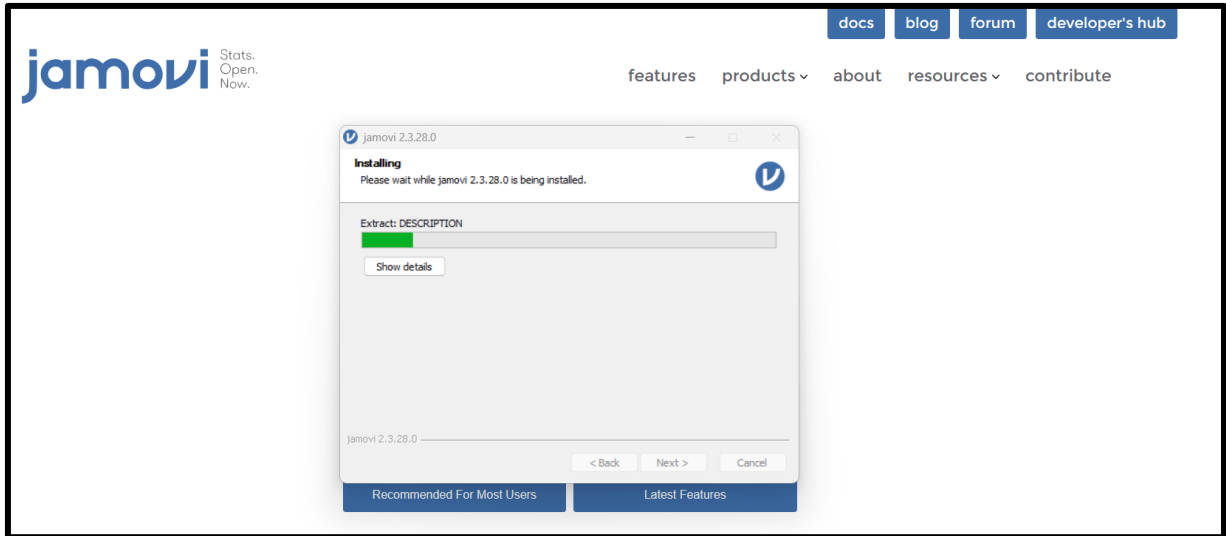 docs blog forum developer's hub
jamovi
Stats.
Open.
Now.
features products about resources contribute
jamovi 2.3.28.0
Installing
Please wait while jamovi 2.3.28.0 is being installed.
Extract: DESCRIPTION
Show details
jamovi 2.3.28.0
< Back Next > Cancel
Recommended For Most Users Latest Features